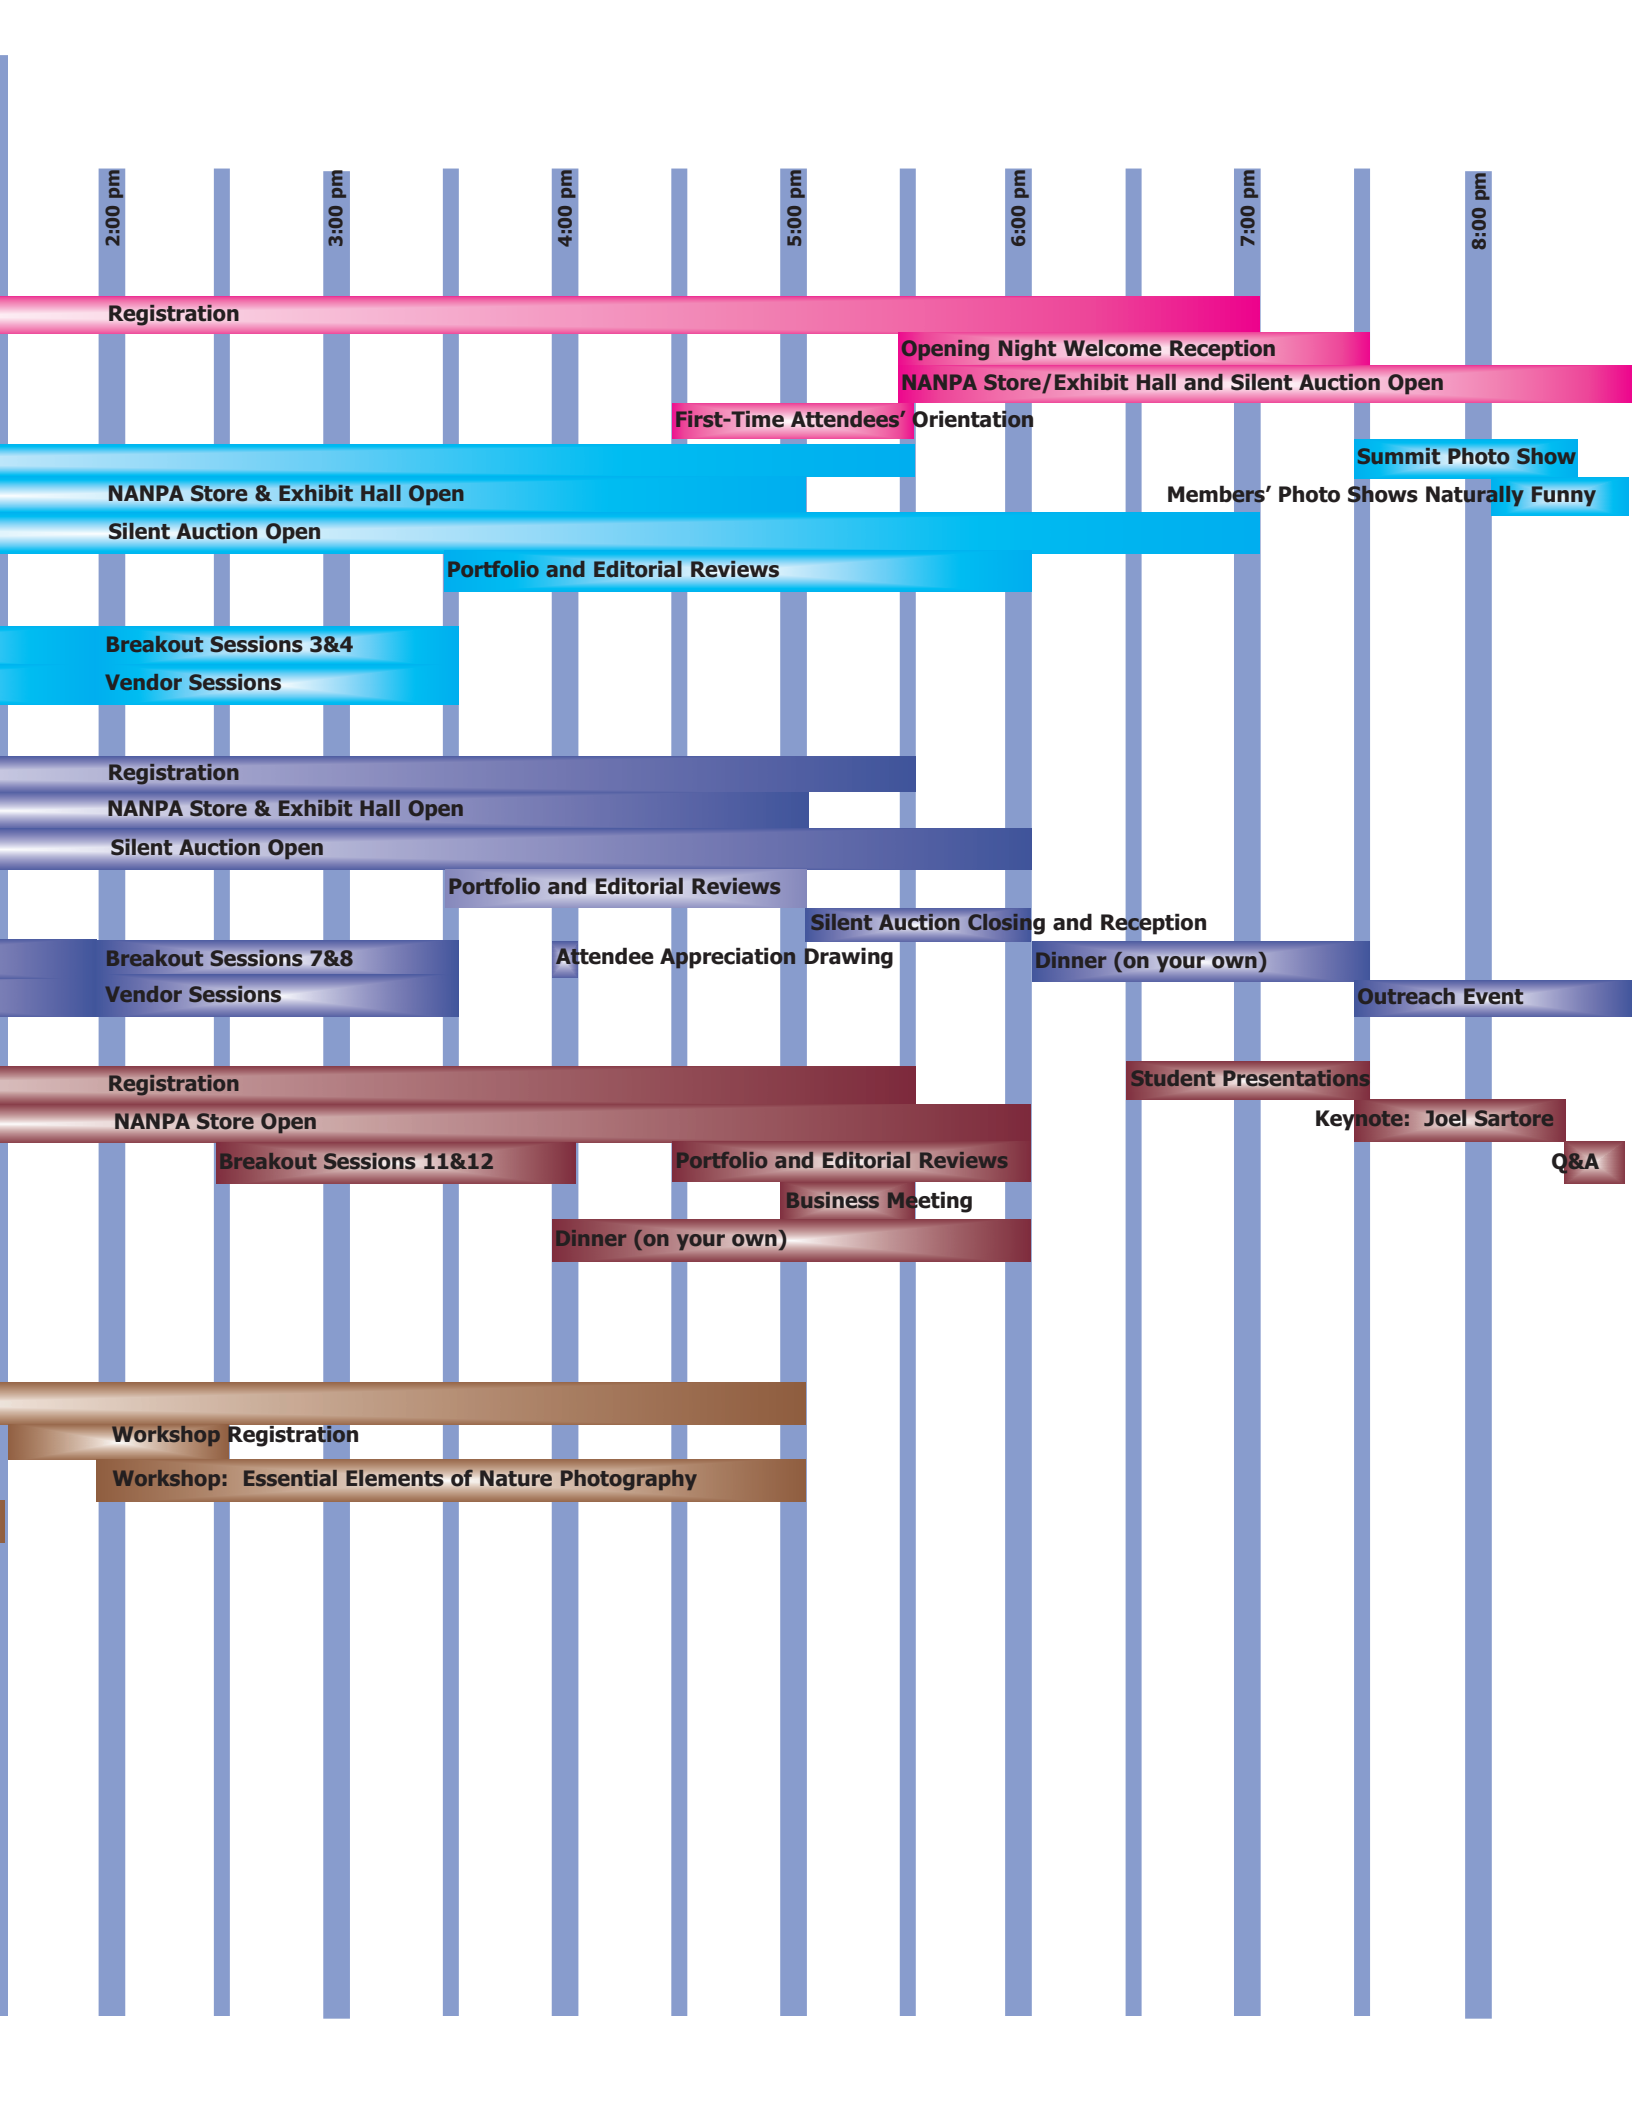 2:00 pm
3:00 pm
4:00 pm
5:00 pm
6:00 pm
7:00 pm
8:00 pm
Registration
Opening Night Welcome Reception
NANPA Store/Exhibit Hall and Silent Auction Open
First-Time Attendees’ Orientation
Summit Photo Show
NANPA Store & Exhibit Hall Open
Members’ Photo Shows Naturally Funny
Silent Auction Open
Portfolio and Editorial Reviews
Breakout Sessions 3&4
Vendor Sessions
Registration
NANPA Store & Exhibit Hall Open
Silent Auction Open
Portfolio and Editorial Reviews
Silent Auction Closing and Reception
Breakout Sessions 7&8
Attendee Appreciation Drawing
Dinner (on your own)
Vendor Sessions
Outreach Event
Registration
Student Presentations
NANPA Store Open
Keynote:  Joel Sartore
Breakout Sessions 11&12
Portfolio and Editorial Reviews
Q&A
Business Meeting
Dinner (on your own)
Workshop Registration
Workshop:  Essential Elements of Nature Photography